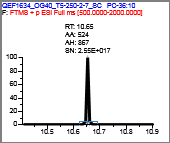 QEF1634_OG40_T5-250-2-7_SC PC-36:10
F: FTMS + p ESI Full ms [500.0000-2000.0000]
RT: 10.65
AA: 524
AH: 867
SN: 2.55E+017
100
80
60
40
20
0
10.5 10.6 10.7 10.8 10.9